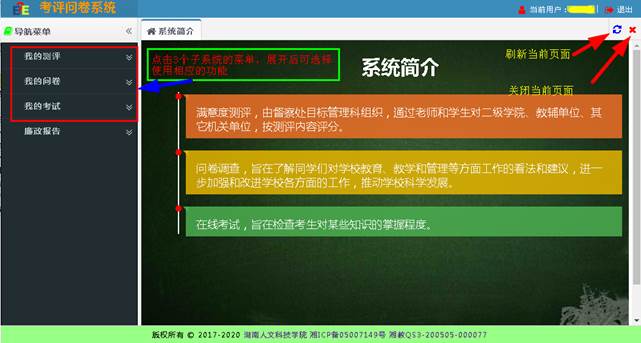 考评问卷系统
当前用户：
退出
导航菜单
系统简介
我的测评
我的问卷
我的考试
廉政报告
点击3个子系统的菜单，展开后可选择
使用相应的功能
系统简介
刷新当前页面
关闭当前页面
满意度测评，由督察处目标管理科组织，通过老师和学生对二级学院、教辅单位、其
它机关单位，按测评内容评分。
问卷调查，旨在了解同学们对学校教育、教学和管理等方面工作的看法和建议，进一
步加强和改进学校各方面的工作，推动学校科学发展。
在线考试，旨在检查考生对某些知识的掌握程度。
版权所有 © 2017-2020 湖南人文科技学院 湘ICP备05007149号 湘教QS3-200505-000077